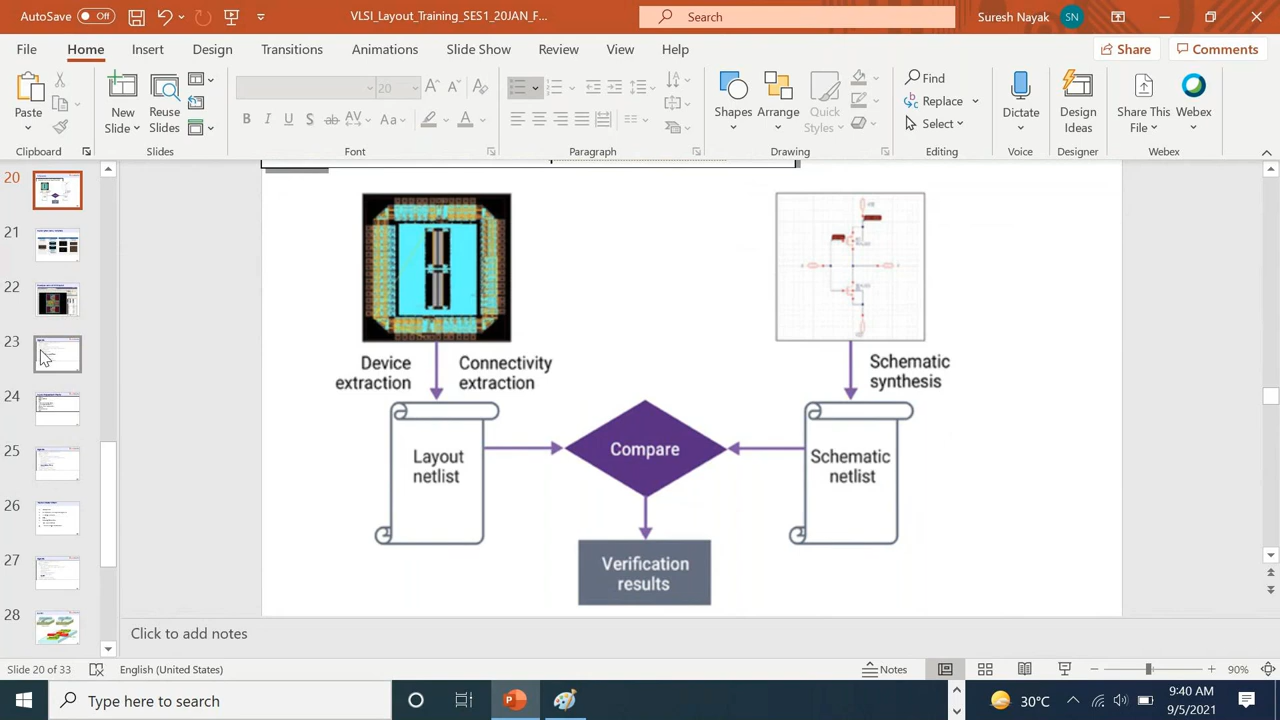 AutoSave Off VLSI_Layout_Training_SES1_20JAN_F... Search Suresh Nayak SN
File Home Insert Design Transitions Animations Slide Show Review View Help Share Comments
20
Paste New Slide Reuse Slides Shapes Arrange Quick Styles Find Replace Select Dictate Design Ideas Share This File Webex
Clipboard Slides Font Paragraph Drawing Editing Voice Designer Webex
20
21
22
23
24
25
26
27
28
Device extraction
Connectivity extraction
Schematic synthesis
Layout netlist
Compare
Schematic netlist
Verification results
Click to add notes
Slide 20 of 33 English (United States) Notes 90%
Type here to search 30°C 9:40 AM
9/5/2021